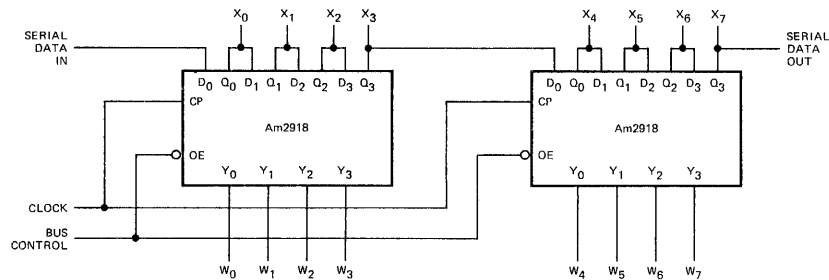 X0 X1 X2 X3 X4 X5 X6 X7
SERIAL
DATA
IN
SERIAL
DATA
OUT
D0 Q0 D1 Q1 D2 Q2 D3 Q3
CP
Am2918
OE
Y0 Y1 Y2 Y3
D0 Q0 D1 Q1 D2 Q2 D3 Q3
CP
Am2918
OE
Y0 Y1 Y2 Y3
CLOCK
BUS
CONTROL
W0 W1 W2 W3 W4 W5 W6 W7